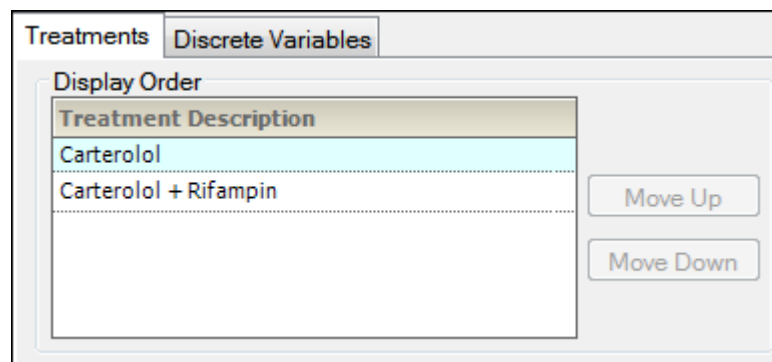 Treatments Discrete Variables
Display Order
Treatment Description
Carterolol
Carterolol + Rifampin
Move Up
Move Down